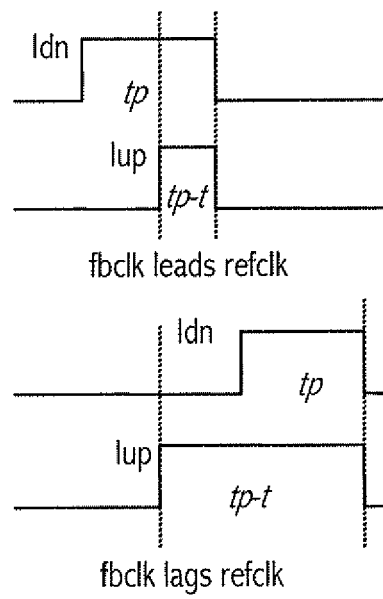 Idn
tp
Iup
tp-t
fbclk leads refclk
Idn
tp
Iup
tp-t
fbclk lags refclk